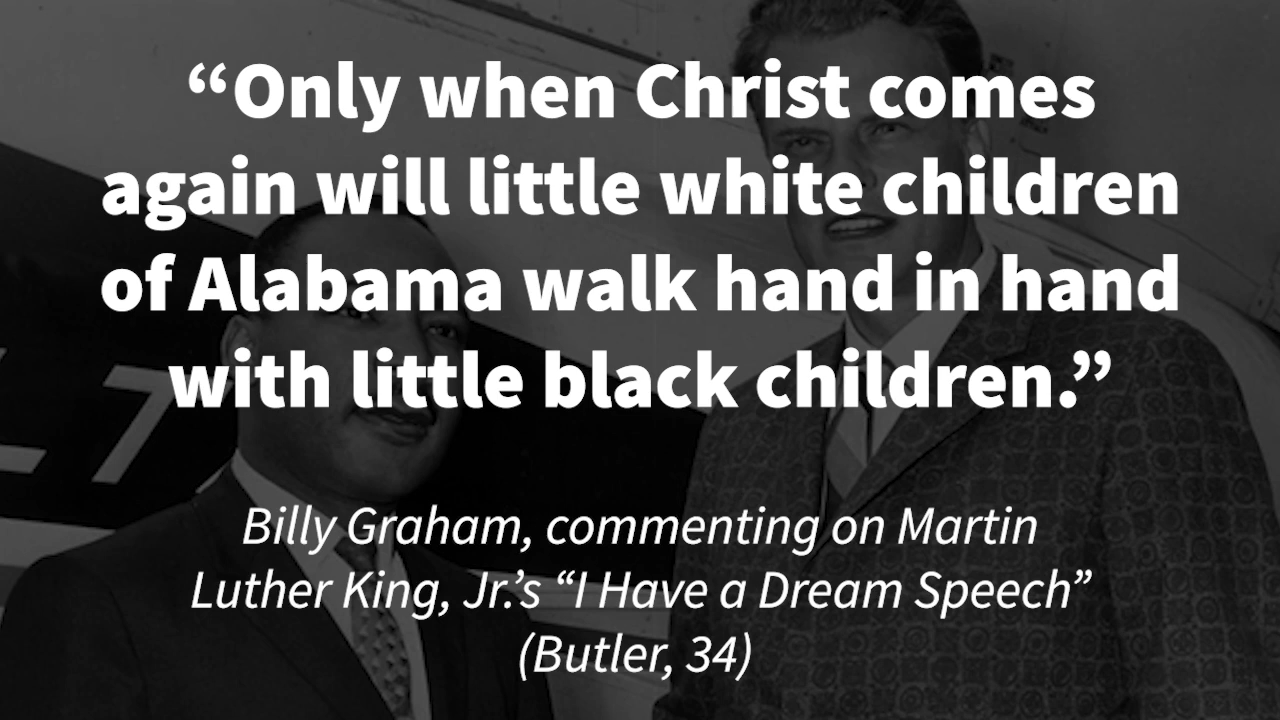 “Only when Christ comes
again will little white children
of Alabama walk hand in hand
with little black children.”
Billy Graham, commenting on Martin
Luther King, Jr.’s “I Have a Dream Speech”
(Butler, 34)